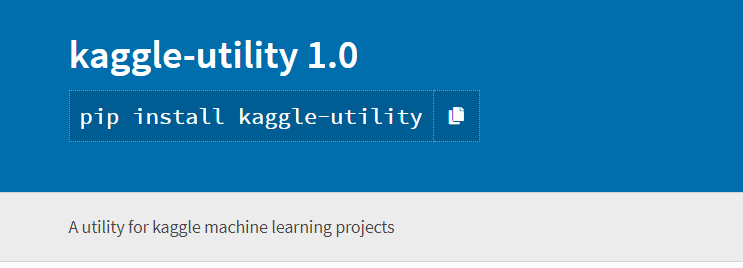 kaggle-utility 1.0
pip install kaggle-utility
A utility for kaggle machine learning projects